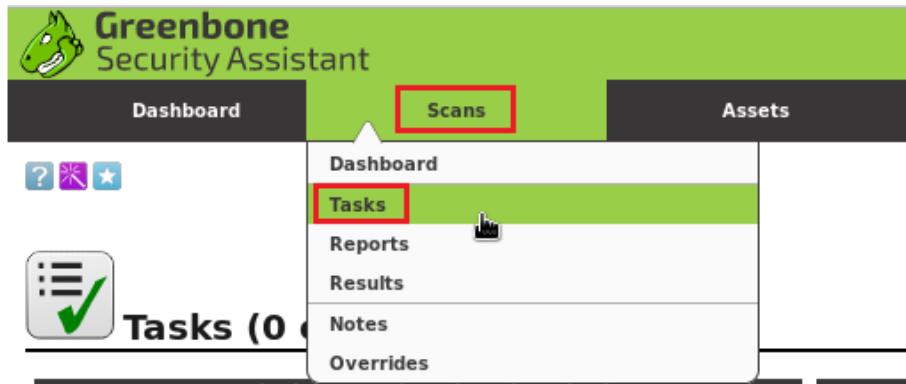 Greenbone
Security Assistant
Dashboard Scans Assets
Dashboard
Tasks
Reports
Results
Tasks (0
Notes
Overrides